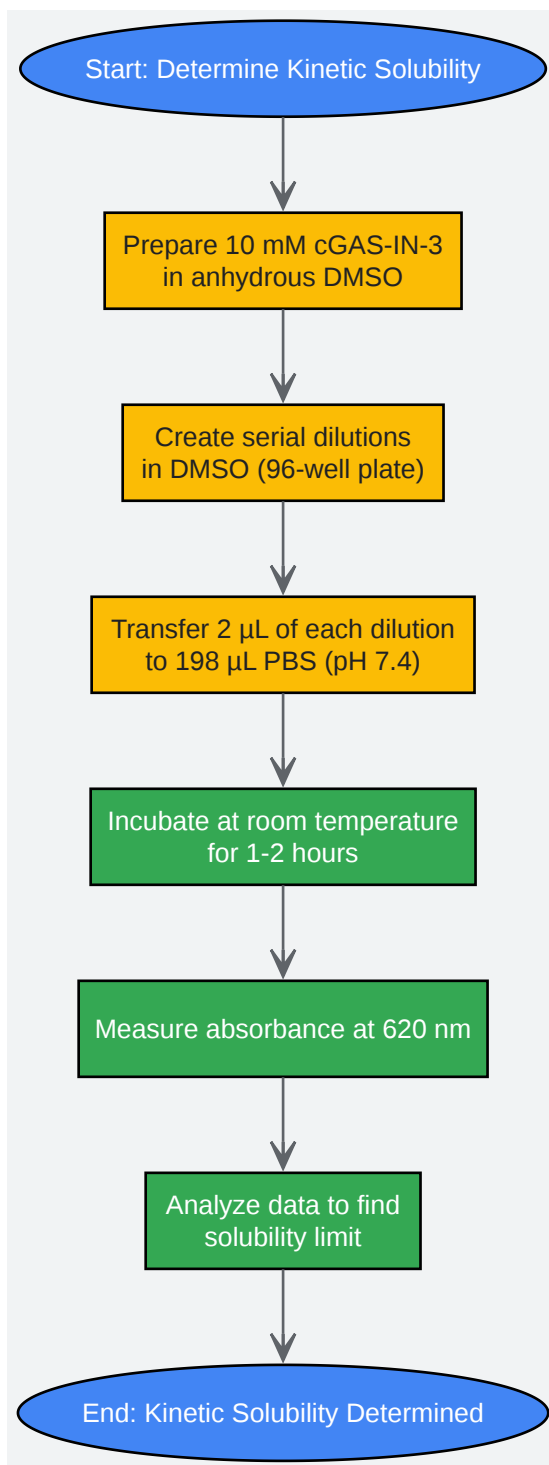 Start: Determine Kinetic Solubility
Prepare 10 mM cGAS-IN-3
in anhydrous DMSO
Create serial dilutions
in DMSO (96-well plate)
Transfer 2 µL of each dilution
to 198 µL PBS (pH 7.4)
Incubate at room temperature
for 1-2 hours
Measure absorbance at 620 nm
Analyze data to find
solubility limit
End: Kinetic Solubility Determined